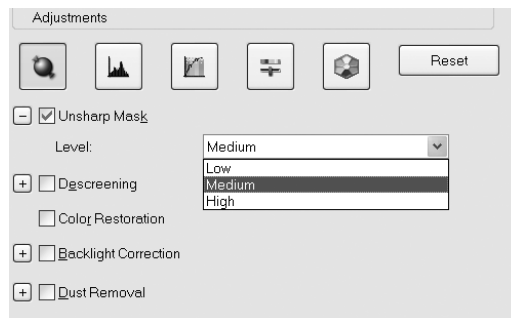 Adjustments
Reset
Unsharp Mask
Level: Medium
Low
Descreening Medium
High
Color Restoration
Backlight Correction
Dust Removal